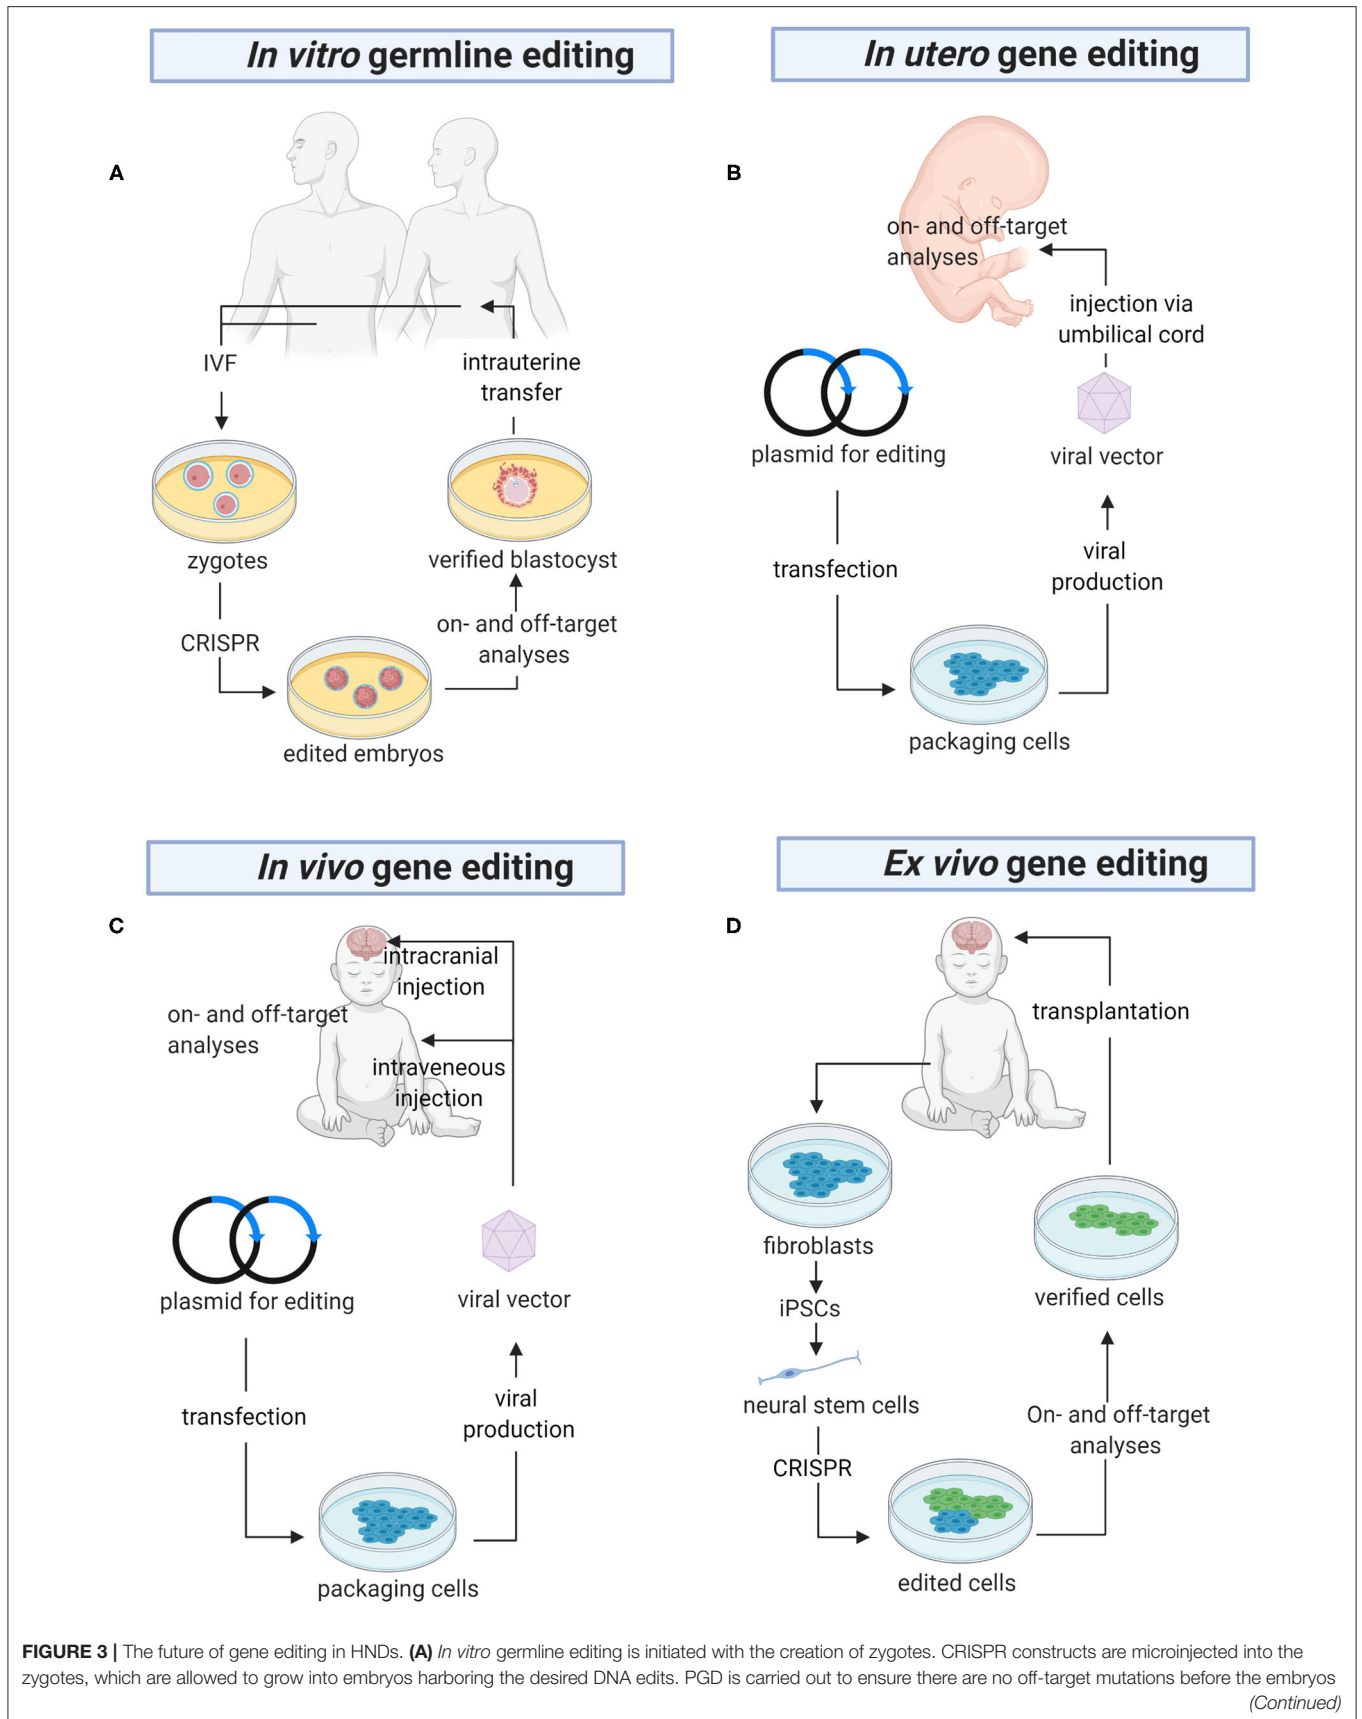 In vitro germline editing
A
IVF
intrauterine
transfer
zygotes
verified blastocyst
CRISPR
on- and off-target
analyses
edited embryos
In utero gene editing
B
on- and off-target
analyses
injection via
umbilical cord
plasmid for editing
viral vector
transfection
viral
production
packaging cells
In vivo gene editing
C
intracranial
injection
on- and off-target
analyses
intraveneous
injection
plasmid for editing
viral vector
transfection
viral
production
packaging cells
Ex vivo gene editing
D
transplantation
fibroblasts
iPSCs
verified cells
neural stem cells
On- and off-target
analyses
CRISPR
edited cells
FIGURE 3 | The future of gene editing in HNDs. (A) In vitro germline editing is initiated with the creation of zygotes. CRISPR constructs are microinjected into the
zygotes, which are allowed to grow into embryos harboring the desired DNA edits. PGD is carried out to ensure there are no off-target mutations before the embryos
(Continued)